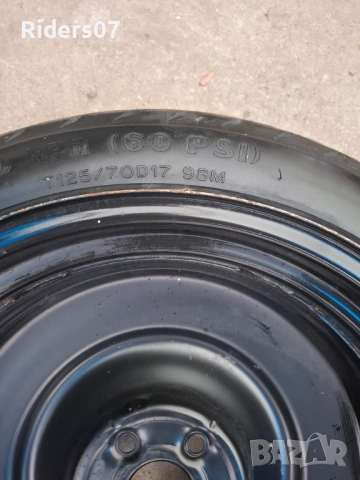 Riders07
(60 PSI)
T125/70D17 98M
BAZAR